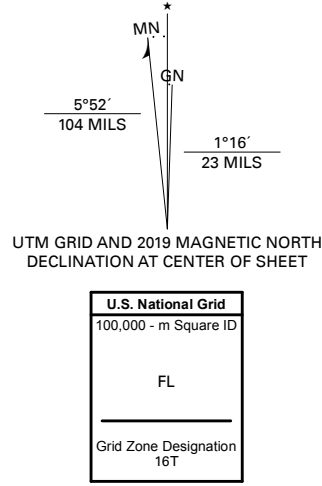 ★
MN
GN
5°52´
104 MILS
1°16´
23 MILS
UTM GRID AND 2019 MAGNETIC NORTH
DECLINATION AT CENTER OF SHEET
U.S. National Grid
100,000 - m Square ID
FL
Grid Zone Designation
16T